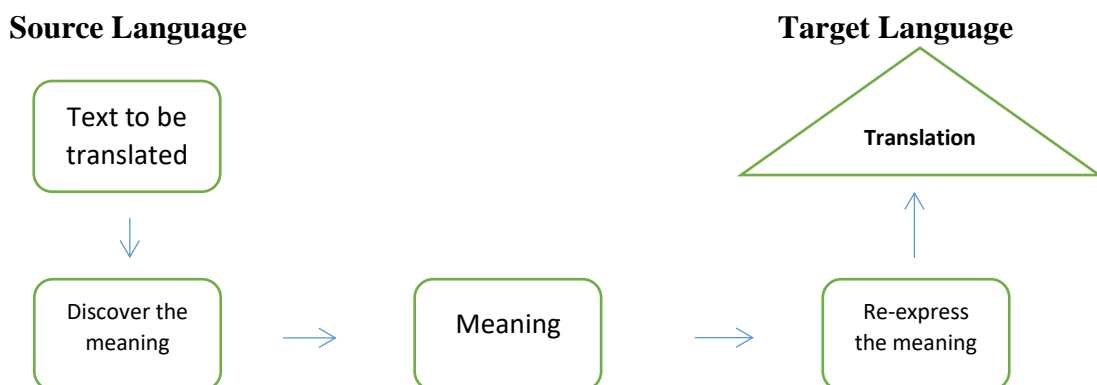 Source Language
Target Language
Text to be
translated
Translation
Discover the
meaning
Meaning
Re-express
the meaning